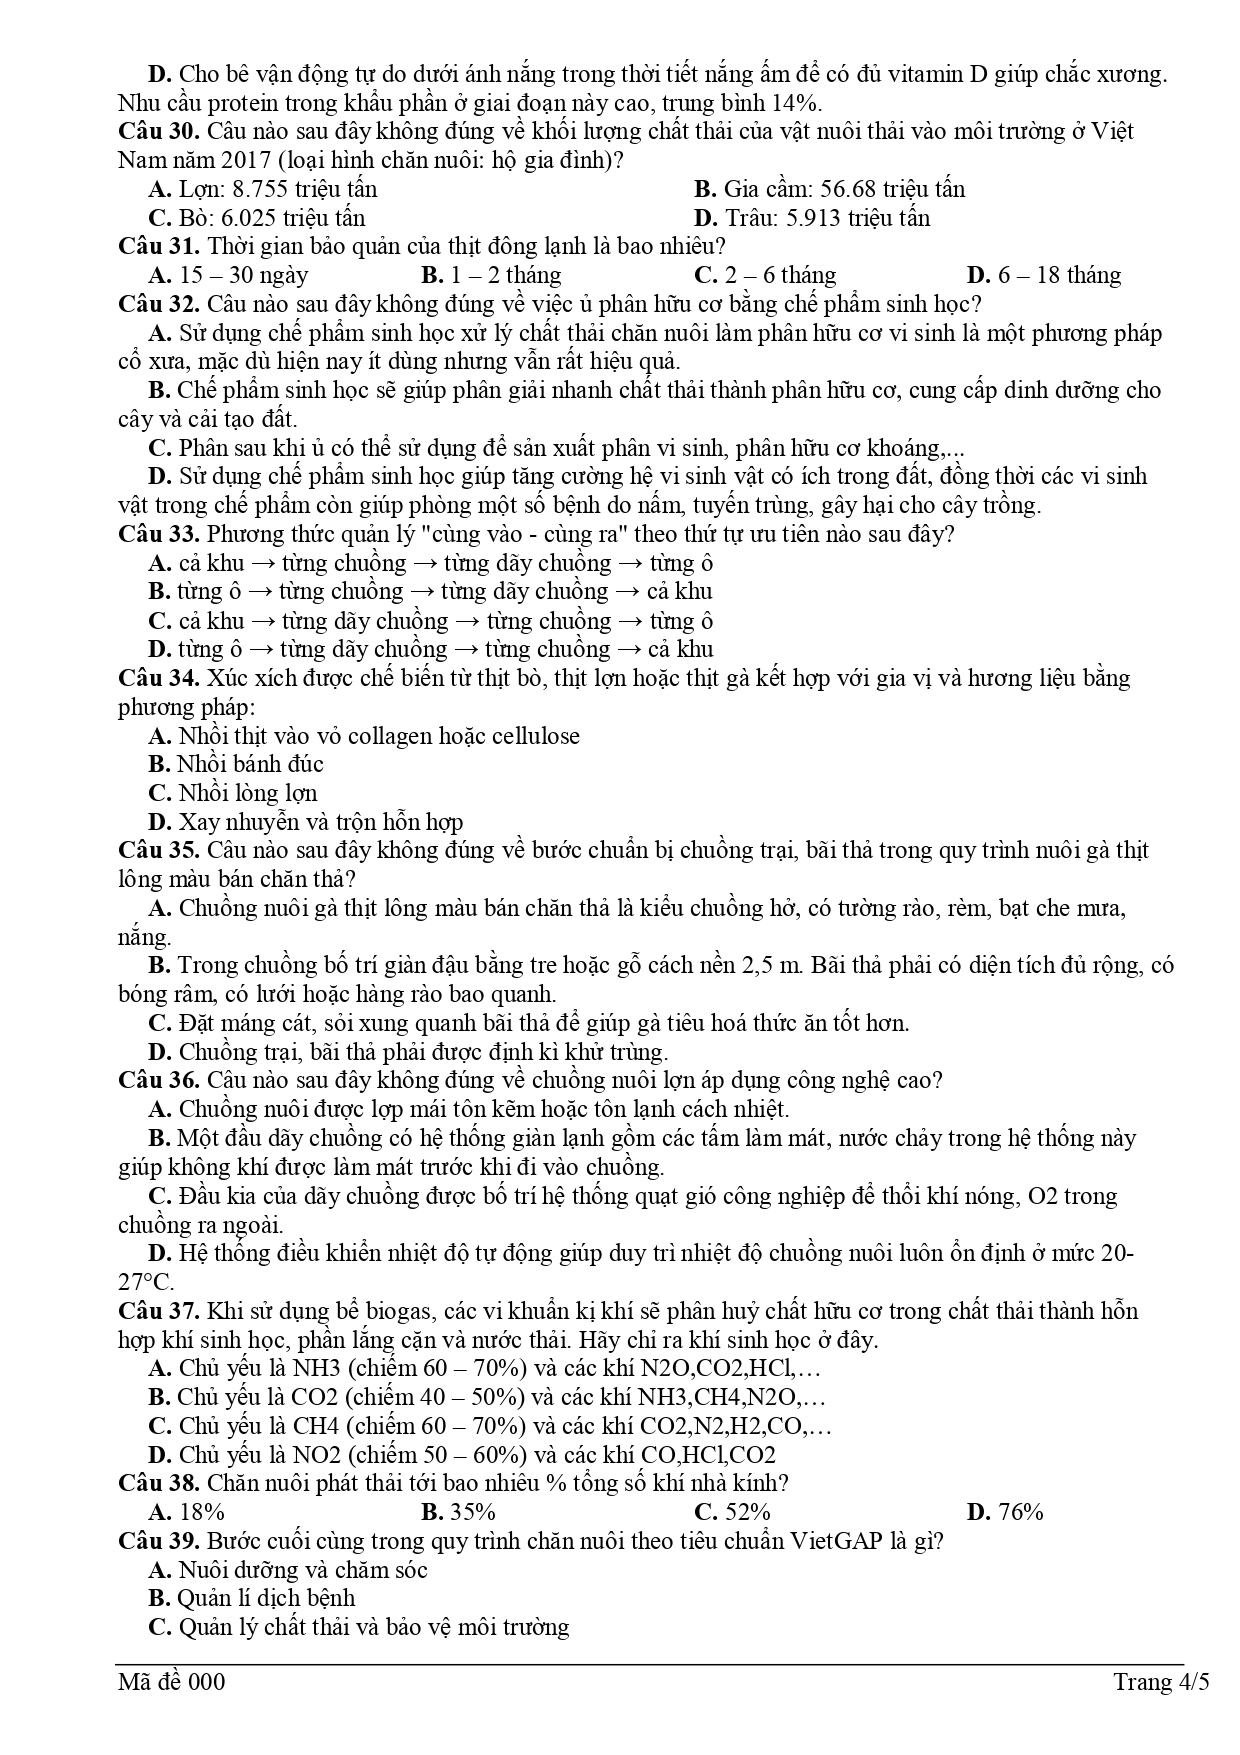 D. Cho bê vận động tự do dưới ánh nắng trong thời tiết nắng ấm để có đủ vitamin D giúp chắc xương.
Nhu cầu protein trong khẩu phần ở giai đoạn này cao, trung bình 14%.
Câu 30. Câu nào sau đây không đúng về khối lượng chất thải của vật nuôi thải vào môi trường ở Việt
Nam năm 2017 (loại hình chăn nuôi: hộ gia đình)?
A. Lợn: 8.755 triệu tấn B. Gia cầm: 56.68 triệu tấn
C. Bò: 6.025 triệu tấn D. Trâu: 5.913 triệu tấn
Câu 31. Thời gian bảo quản của thịt đông lạnh là bao nhiêu?
A. 15 – 30 ngày B. 1 – 2 tháng C. 2 – 6 tháng D. 6 – 18 tháng
Câu 32. Câu nào sau đây không đúng về việc ủ phân hữu cơ bằng chế phẩm sinh học?
A. Sử dụng chế phẩm sinh học xử lý chất thải chăn nuôi làm phân hữu cơ vi sinh là một phương pháp
cổ xưa, mặc dù hiện nay ít dùng nhưng vẫn rất hiệu quả.
B. Chế phẩm sinh học sẽ giúp phân giải nhanh chất thải thành phân hữu cơ, cung cấp dinh dưỡng cho
cây và cải tạo đất.
C. Phân sau khi ủ có thể sử dụng để sản xuất phân vi sinh, phân hữu cơ khoáng,...
D. Sử dụng chế phẩm sinh học giúp tăng cường hệ vi sinh vật có ích trong đất, đồng thời các vi sinh
vật trong chế phẩm còn giúp phòng một số bệnh do nấm, tuyến trùng, gây hại cho cây trồng.
Câu 33. Phương thức quản lý "cùng vào - cùng ra" theo thứ tự ưu tiên nào sau đây?
A. cả khu → từng chuồng → từng dãy chuồng → từng ô
B. từng ô → từng chuồng → từng dãy chuồng → cả khu
C. cả khu → từng dãy chuồng → từng chuồng → từng ô
D. từng ô → từng dãy chuồng → từng chuồng → cả khu
Câu 34. Xúc xích được chế biến từ thịt bò, thịt lợn hoặc thịt gà kết hợp với gia vị và hương liệu bằng
phương pháp:
A. Nhồi thịt vào vỏ collagen hoặc cellulose
B. Nhồi bánh đúc
C. Nhồi lòng lợn
D. Xay nhuyễn và trộn hỗn hợp
Câu 35. Câu nào sau đây không đúng về bước chuẩn bị chuồng trại, bãi thả trong quy trình nuôi gà thịt
lông màu bán chăn thả?
A. Chuồng nuôi gà thịt lông màu bán chăn thả là kiểu chuồng hở, có tường rào, rèm, bạt che mưa,
nắng.
B. Trong chuồng bố trí giàn đậu bằng tre hoặc gỗ cách nền 2,5 m. Bãi thả phải có diện tích đủ rộng, có
bóng râm, có lưới hoặc hàng rào bao quanh.
C. Đặt máng cát, sỏi xung quanh bãi thả để giúp gà tiêu hoá thức ăn tốt hơn.
D. Chuồng trại, bãi thả phải được định kì khử trùng.
Câu 36. Câu nào sau đây không đúng về chuồng nuôi lợn áp dụng công nghệ cao?
A. Chuồng nuôi được lợp mái tôn kẽm hoặc tôn lạnh cách nhiệt.
B. Một đầu dãy chuồng có hệ thống giàn lạnh gồm các tấm làm mát, nước chảy trong hệ thống này
giúp không khí được làm mát trước khi đi vào chuồng.
C. Đầu kia của dãy chuồng được bố trí hệ thống quạt gió công nghiệp để thổi khí nóng, O2 trong
chuồng ra ngoài.
D. Hệ thống điều khiển nhiệt độ tự động giúp duy trì nhiệt độ chuồng nuôi luôn ổn định ở mức 20-
27°C.
Câu 37. Khi sử dụng bể biogas, các vi khuẩn kị khí sẽ phân huỷ chất hữu cơ trong chất thải thành hỗn
hợp khí sinh học, phần lắng cặn và nước thải. Hãy chỉ ra khí sinh học ở đây.
A. Chủ yếu là NH3 (chiếm 60 – 70%) và các khí N2O,CO2,HCl,…
B. Chủ yếu là CO2 (chiếm 40 – 50%) và các khí NH3,CH4,N2O,…
C. Chủ yếu là CH4 (chiếm 60 – 70%) và các khí CO2,N2,H2,CO,…
D. Chủ yếu là NO2 (chiếm 50 – 60%) và các khí CO,HCl,CO2
Câu 38. Chăn nuôi phát thải tới bao nhiêu % tổng số khí nhà kính?
A. 18% B. 35% C. 52% D. 76%
Câu 39. Bước cuối cùng trong quy trình chăn nuôi theo tiêu chuẩn VietGAP là gì?
A. Nuôi dưỡng và chăm sóc
B. Quản lí dịch bệnh
C. Quản lý chất thải và bảo vệ môi trường
Mã đề 000 Trang 4/5